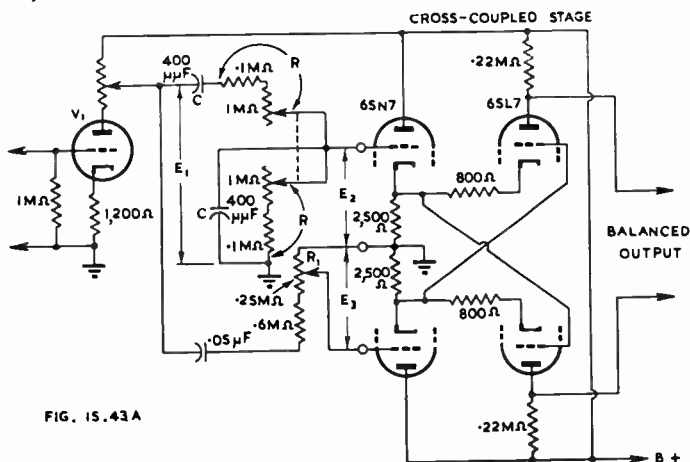 CROSS-COUPLED STAGE
400
μμF
·1MΩ
R
C
1MΩ
·22MΩ
6SN7
6SL7
V₁
E₁
1MΩ
400
μμF
C
R
E₂
800Ω
2,500
Ω
1MΩ
1,200Ω
·1MΩ
R₁
·25MΩ
E₃
2,500
Ω
800Ω
BALANCED
OUTPUT
·6MΩ
·05μF
·22MΩ
FIG. 15.43A
B +